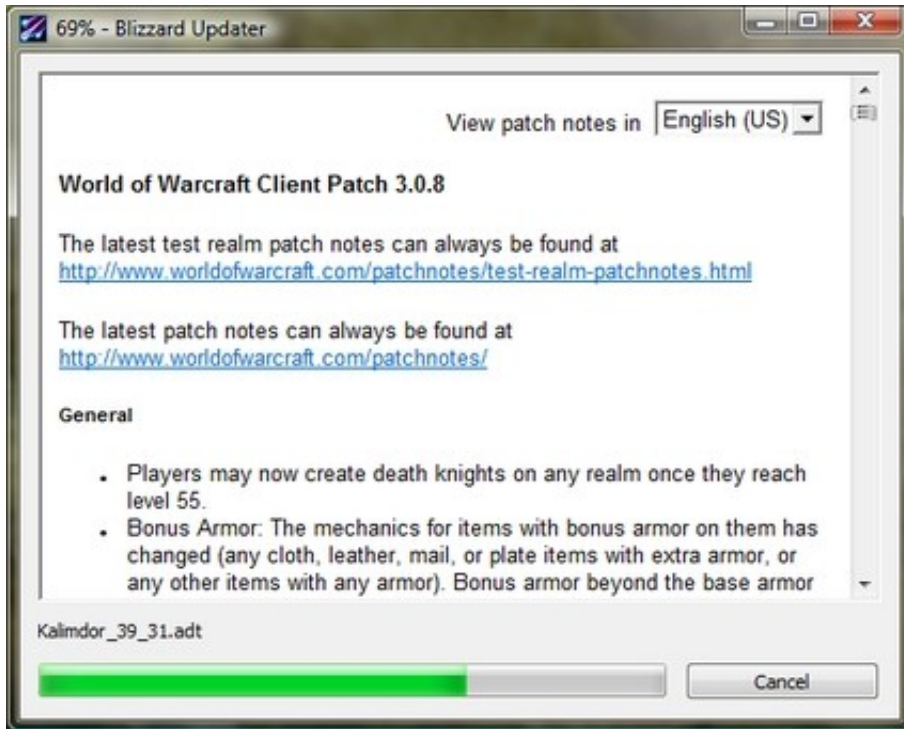 69% - Blizzard Updater
View patch notes in English (US)
World of Warcraft Client Patch 3.0.8
The latest test realm patch notes can always be found at
http://www.worldofwarcraft.com/patchnotes/test-realm-patchnotes.html
The latest patch notes can always be found at
http://www.worldofwarcraft.com/patchnotes/
General
• Players may now create death knights on any realm once they reach
level 55.
• Bonus Armor: The mechanics for items with bonus armor on them has
changed (any cloth, leather, mail, or plate items with extra armor, or
any other items with any armor). Bonus armor beyond the base armor
Kalimdor_39_31.adt
Cancel